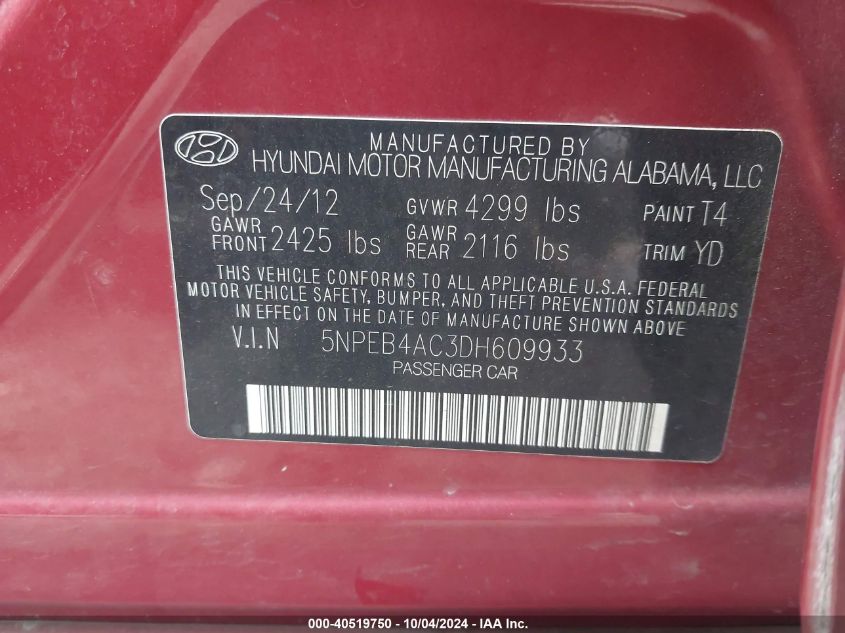 MANUFACTURED BY
HYUNDAI MOTOR MANUFACTURING ALABAMA, LLC
Sep/24/12 GVWR 4299 lbs PAINT T4
GAWR FRONT 2425 lbs GAWR REAR 2116 lbs TRIM YD
THIS VEHICLE CONFORMS TO ALL APPLICABLE U.S.A. FEDERAL
MOTOR VEHICLE SAFETY, BUMPER, AND THEFT PREVENTION STANDARDS
IN EFFECT ON THE DATE OF MANUFACTURE SHOWN ABOVE
V.I.N 5NPEB4AC3DH609933
PASSENGER CAR
000-40519750 - 10/04/2024 - Copyright © 2024 IAA, Inc.